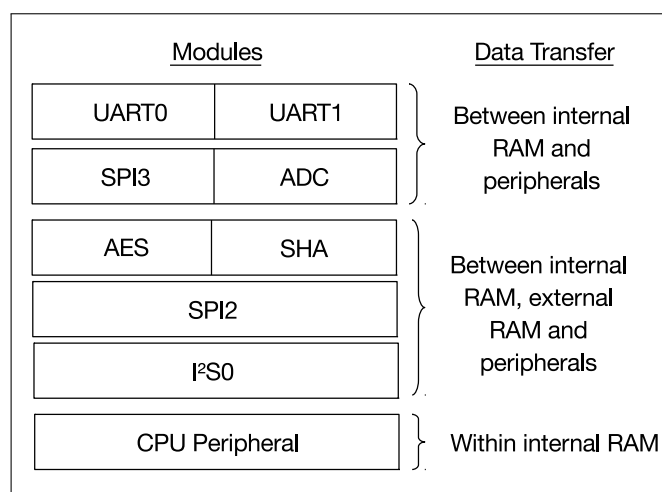 Modules
Data Transfer
UART0
UART1
SPI3
ADC
Between internal
RAM and
peripherals
AES
SHA
SPI2
I²S0
Between internal
RAM, external
RAM and
peripherals
CPU Peripheral
Within internal RAM